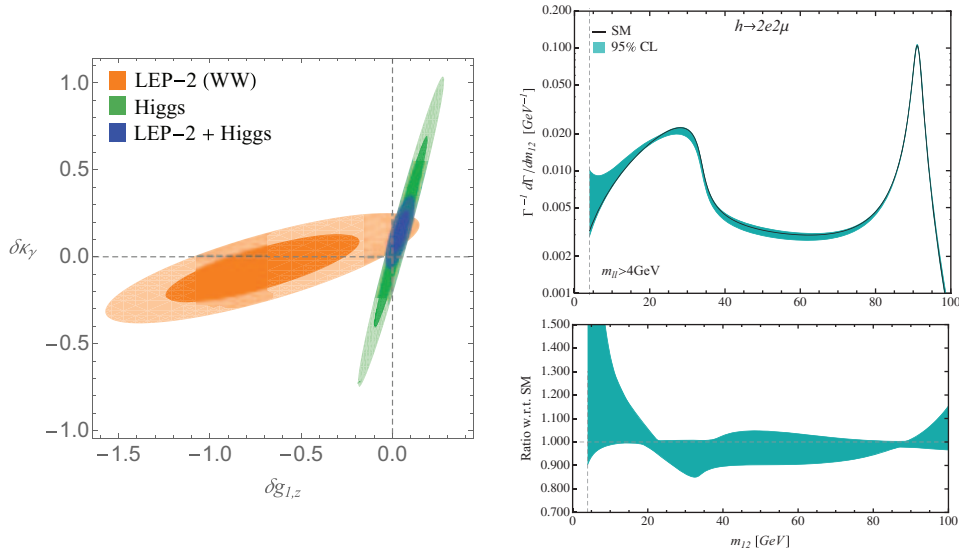 LEP−2 (WW)
Higgs
LEP−2 + Higgs
1.0
0.5
0.0
−0.5
−1.0
δκγ
−1.5
−1.0
−0.5
0.0
δg1,z
h→2e2μ
SM
95% CL
mll>4GeV
0.200
0.100
0.050
0.020
0.010
0.005
0.002
0.001
Γ⁻¹ dΓ/dm12 [GeV⁻¹]
0 20 40 60 80 100
1.500
1.400
1.300
1.200
1.100
1.000
0.900
0.800
0.700
Ratio w.r.t. SM
0 20 40 60 80 100
m12 [GeV]